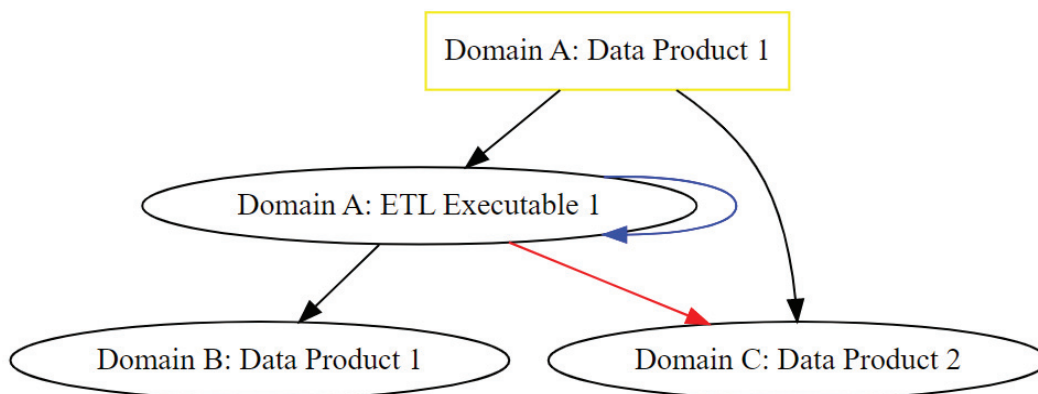 Domain A: Data Product 1
Domain A: ETL Executable 1
Domain B: Data Product 1
Domain C: Data Product 2